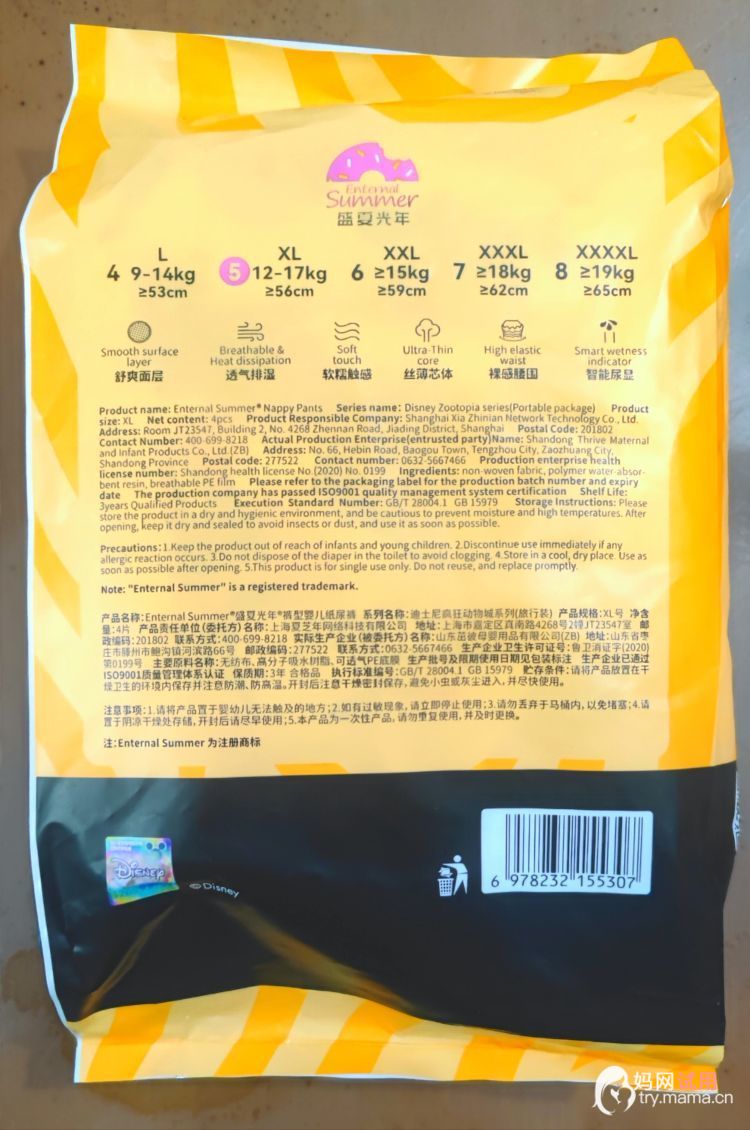 Enternal
Summer
盛夏光年
L XL XXL XXXL XXXXL
4 9-14kg 5 12-17kg 6 ≥15kg 7 ≥18kg 8 ≥19kg
≥53cm ≥56cm ≥59cm ≥62cm ≥65cm
Smooth surface layer
舒爽面层
Breathable & Heat dissipation
透气排湿
Soft touch
软糯触感
Ultra-Thin core
丝薄芯体
High elastic waist
裸感腰围
Smart wetness indicator
智能尿显
Product name: Enternal Summer® Nappy Pants Series name: Disney Zootopia series(Portable package) Product
size: XL Net content: 4pcs Product Responsible Company: Shanghai Xia Zhinian Network Technology Co., Ltd.
Address: Room JT23547, Building 2, No. 4268 Zhennan Road, Jiading District, Shanghai Postal Code: 201802
Contact Number: 400-699-8218 Actual Production Enterprise(entrusted party)Name: Shandong Thrive Maternal
and Infant Products Co., Ltd.(ZB) Address: No. 66, Hebin Road, Baogou Town, Tengzhou City, Zaozhuang City,
Shandong Province Postal code: 277522 Contact number: 0632-5667466 Production enterprise health
license number: Shandong health license No.(2020) No. 0199 Ingredients: non-woven fabric, polymer water-absor-
bent resin, breathable PE film Please refer to the packaging label for the production batch number and expiry
date The production company has passed ISO9001 quality management system certification Shelf Life:
3years Qualified Products Execution Standard Number: GB/T 28004.1 GB 15979 Storage Instructions: Please
store the product in a dry and hygienic environment, and be cautious to prevent moisture and high temperatures. After
opening, keep it dry and sealed to avoid insects or dust, and use it as soon as possible.
Precautions:1.Keep the product out of reach of infants and young children. 2.Discontinue use immediately if any
allergic reaction occurs. 3.Do not dispose of the diaper in the toilet to avoid clogging. 4.Store in a cool, dry place. Use as
soon as possible after opening. 5.This product is for single use only. Do not reuse, and replace promptly.
Note: "Enternal Summer" is a registered trademark.
产品名称:Enternal Summer®盛夏光年®裤型婴儿纸尿裤 系列名称:迪士尼疯狂动物城系列(旅行装) 产品规格:XL号 净含
量:4片 产品责任单位(委托方)名称:上海夏芝年网络科技有限公司 地址:上海市嘉定区真南路4268号2幢JT23547室 邮
政编码:201802 联系方式:400-699-8218 实际生产企业(被委托方)名称:山东茁彼母婴用品有限公司(ZB) 地址:山东省枣
庄市滕州市鲍沟镇河滨路66号 邮政编码:277522 联系方式:0632-5667466 生产企业卫生许可证号:鲁卫消证字(2020)
第0199号 主要原料名称:无纺布、高分子吸水树脂、可透气PE底膜 生产批号及限期使用日期见包装标注 生产企业已通过
ISO9001质量管理体系认证 保质期:3年 合格品 执行标准编号:GB/T 28004.1 GB 15979 贮存条件:请将产品放置在干
燥卫生的环境内保存并注意防潮、防高温。开封后注意干燥密封保存,避免小虫或灰尘进入,并尽快使用。
注意事项:1.请将产品置于婴幼儿无法触及的地方;2.如有过敏现象,请立即停止使用;3.请勿丢弃于马桶内,以免堵塞;4.请
置于阴凉干燥处存储,开封后请尽早使用;5.本产品为一次性产品,请勿重复使用,并及时更换。
注:Enternal Summer 为注册商标
Disney
©Disney
6 978232 155307
妈网试用
try.mama.cn